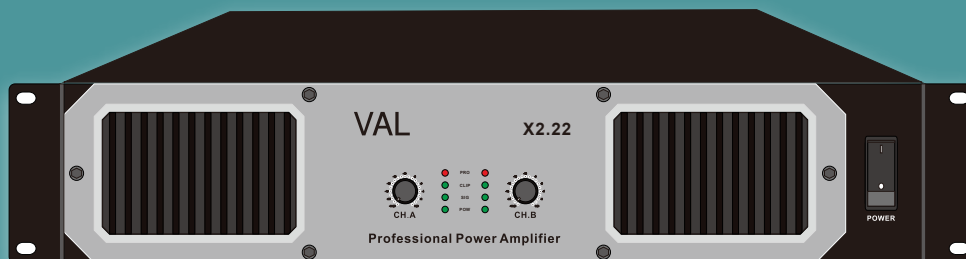 VAL
X2.22
PRO
CLIP
SIG
POW
CH.A
CH.B
POWER
Professional Power Amplifier